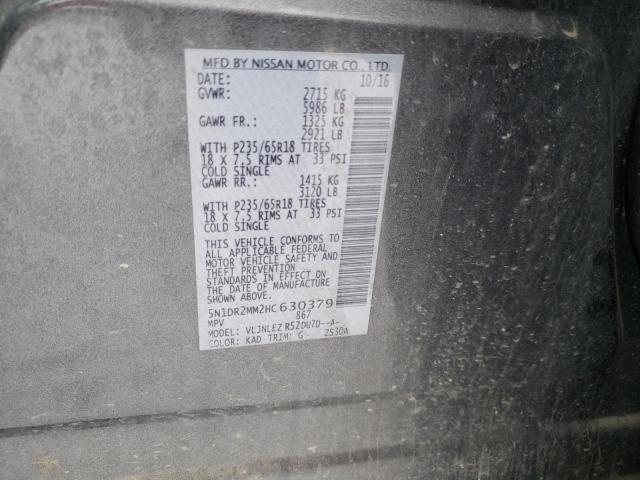 MFD BY NISSAN MOTOR CO., LTD.
DATE: 10/16
GVWR: 2715 KG
5986 LB
GAWR FR.: 1325 KG
2921 LB
WITH P235/65R18 TIRES
18 X 7.5 RIMS AT 33 PSI
COLD SINGLE
GAWR RR.: 1415 KG
3120 LB
WITH P235/65R18 TIRES
18 X 7.5 RIMS AT 33 PSI
COLD SINGLE
THIS VEHICLE CONFORMS TO
ALL APPLICABLE FEDERAL
MOTOR VEHICLE SAFETY AND
THEFT PREVENTION
STANDARDS IN EFFECT ON
THE DATE OF MANUFACTURE
SHOWN ABOVE.
5N1DR2MM2HC630379
MPV 867
MODEL: VLJNLEZ R52DU7D--A-
COLOR: KAD TRIM: G ZS30A